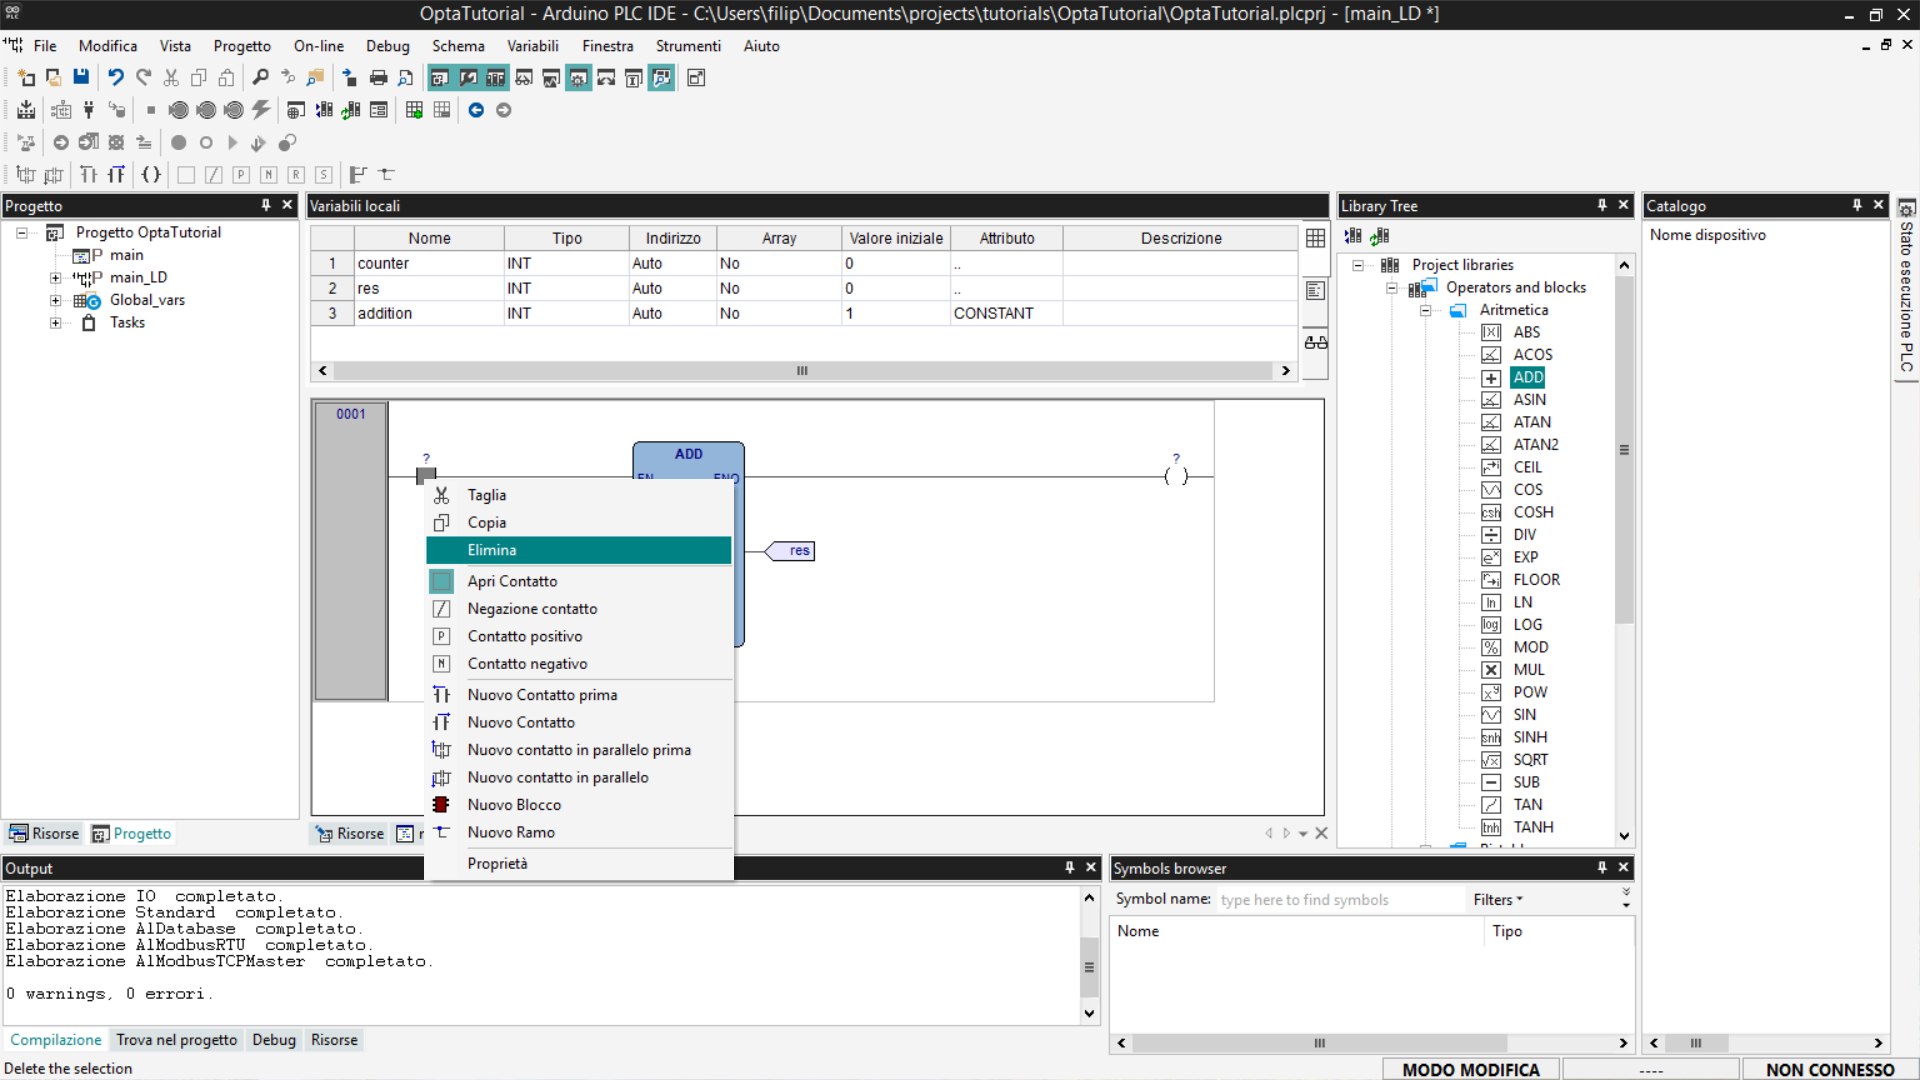 OptaTutorial - Arduino PLC IDE - C:\Users\filip\Documents\projects\tutorials\OptaTutorial\OptaTutorial.plcprj - [main_LD *]
File Modifica Vista Progetto On-line Debug Schema Variabili Finestra Strumenti Aiuto
Progetto
Progetto OptaTutorial
main
main_LD
Global_vars
Tasks
Risorse Progetto
Variabili locali
Nome Tipo Indirizzo Array Valore iniziale Attributo Descrizione
1 counter INT Auto No 0 ..
2 res INT Auto No 0 ..
3 addition INT Auto No 1 CONSTANT
0001
?
ADD
EN ENO
?
res
Taglia
Copia
Elimina
Apri Contatto
Negazione contatto
P Contatto positivo
N Contatto negativo
Nuovo Contatto prima
Nuovo Contatto
Nuovo contatto in parallelo prima
Nuovo contatto in parallelo
Nuovo Blocco
Nuovo Ramo
Proprietà
Risorse
Library Tree
Project libraries
Operators and blocks
Aritmetica
ABS
ACOS
ADD
ASIN
ATAN
ATAN2
CEIL
COS
COSH
DIV
EXP
FLOOR
LN
LOG
MOD
MUL
POW
SIN
SINH
SQRT
SUB
TAN
TANH
Catalogo
Nome dispositivo
Stato esecuzione PLC
Output
Elaborazione IO completato.
Elaborazione Standard completato.
Elaborazione AlDatabase completato.
Elaborazione AlModbusRTU completato.
Elaborazione AlModbusTCPMaster completato.
0 warnings, 0 errori.
Compilazione Trova nel progetto Debug Risorse
Symbols browser
Symbol name: type here to find symbols Filters
Nome Tipo
Delete the selection
MODO MODIFICA ---- NON CONNESSO